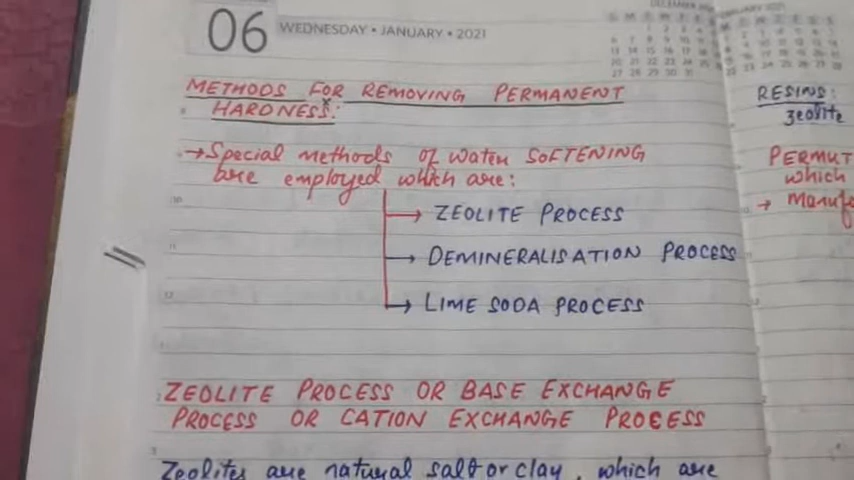 06 WEDNESDAY • JANUARY • 2021
METHODS FOR REMOVING PERMANENT
HARDNESS:
→ Special methods of water SOFTENING
are employed which are:
→ ZEOLITE PROCESS
→ DEMINERALISATION PROCESS
→ LIME SODA PROCESS
ZEOLITE PROCESS OR BASE EXCHANGE
PROCESS OR CATION EXCHANGE PROCESS
Zeolites are natural salt or clay, which are
RESINS:
zeolite
PERMUT
which
→ Manufa